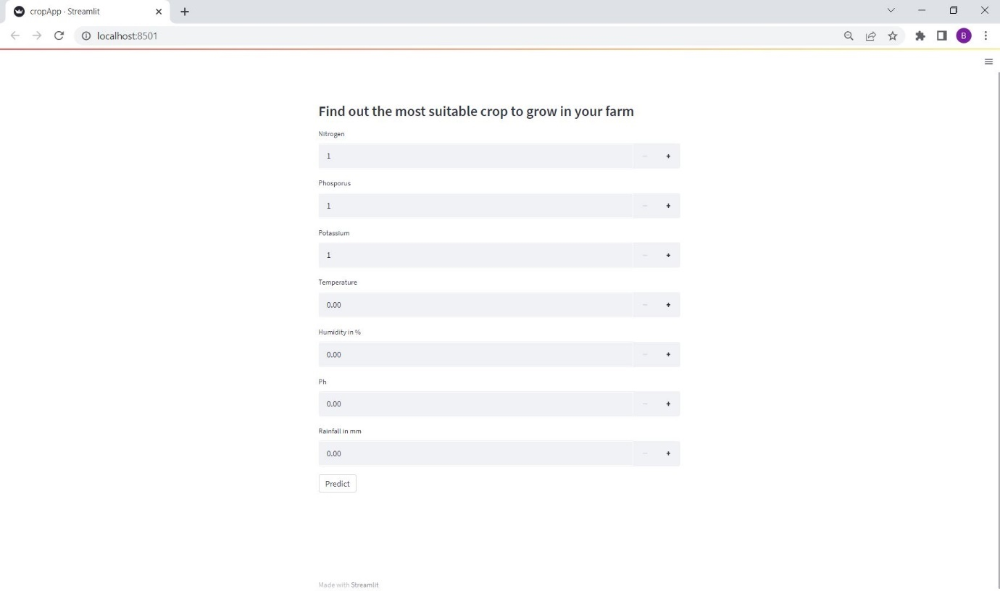 cropApp · Streamlit
localhost:8501
B
Find out the most suitable crop to grow in your farm
Nitrogen
1
Phosporus
1
Potassium
1
Temperature
0.00
Humidity in %
0.00
Ph
0.00
Rainfall in mm
0.00
Predict
Made with Streamlit